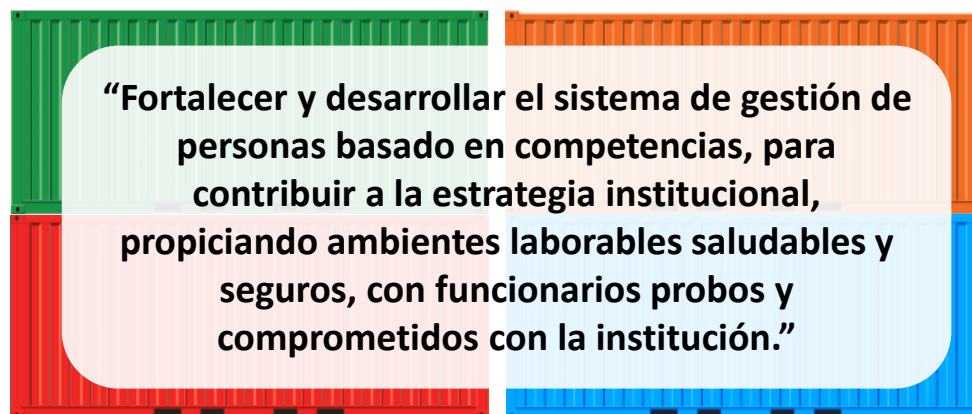 “Fortalecer y desarrollar el sistema de gestión de
personas basado en competencias, para
contribuir a la estrategia institucional,
propiciando ambientes laborables saludables y
seguros, con funcionarios probos y
comprometidos con la institución.”